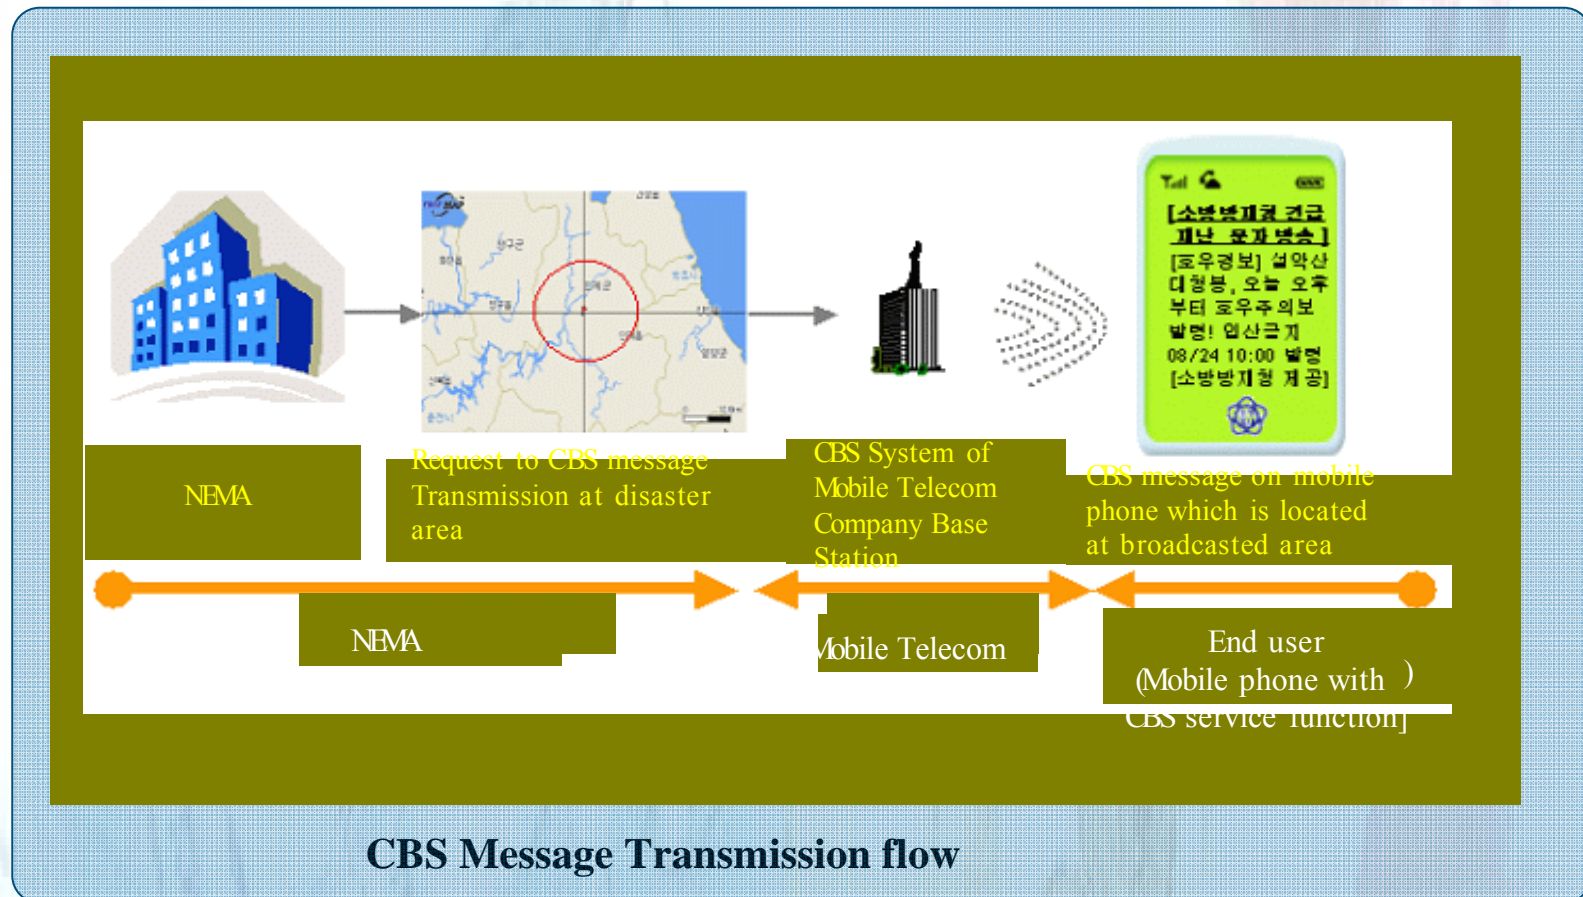 [소방방재청 긴급
재난 문자방송]
[호우경보] 설악산
대청봉, 오늘 오후
부터 호우주의보
발령! 입산금지
08/24 10:00 발령
[소방방재청 제공]
NEMA
Request to CBS message
Transmission at disaster
area
CBS System of
Mobile Telecom
Company Base
Station
CBS message on mobile
phone which is located
at broadcasted area
NEMA
Mobile Telecom
End user
(Mobile phone with )
CBS service function]
CBS Message Transmission flow